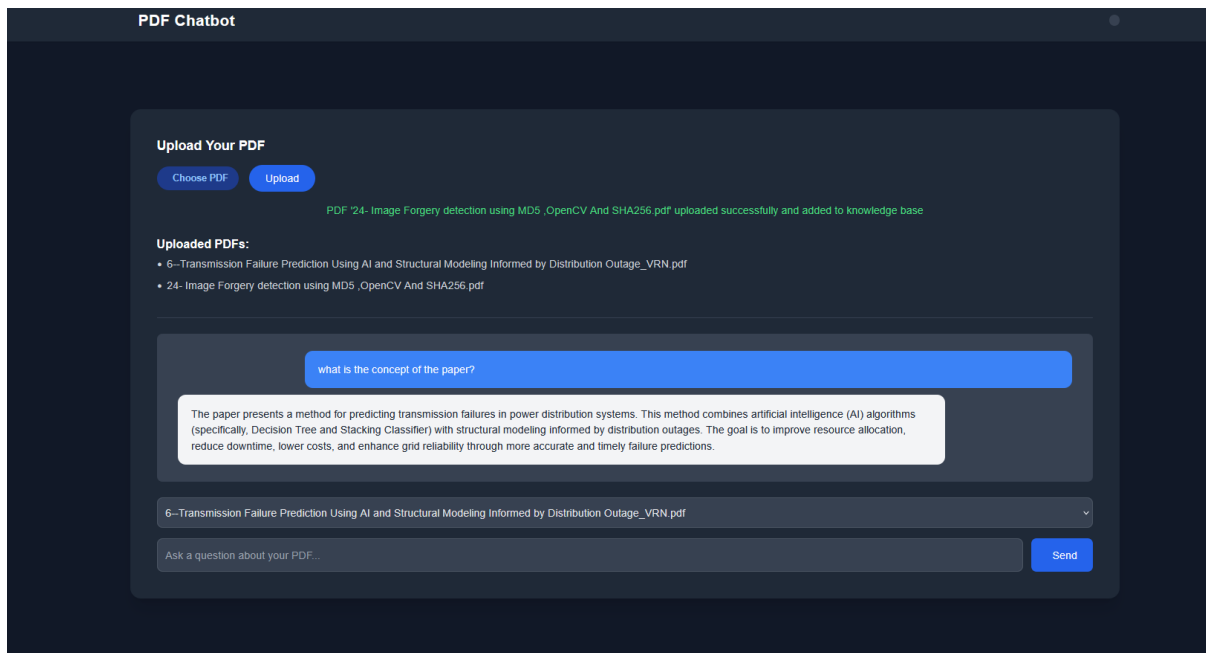 PDF Chatbot
Upload Your PDF
Choose PDF Upload
PDF '24- Image Forgery detection using MD5 ,OpenCV And SHA256.pdf' uploaded successfully and added to knowledge base
Uploaded PDFs:
• 6--Transmission Failure Prediction Using AI and Structural Modeling Informed by Distribution Outage_VRN.pdf
• 24- Image Forgery detection using MD5 ,OpenCV And SHA256.pdf
what is the concept of the paper?
The paper presents a method for predicting transmission failures in power distribution systems. This method combines artificial intelligence (AI) algorithms
(specifically, Decision Tree and Stacking Classifier) with structural modeling informed by distribution outages. The goal is to improve resource allocation,
reduce downtime, lower costs, and enhance grid reliability through more accurate and timely failure predictions.
6--Transmission Failure Prediction Using AI and Structural Modeling Informed by Distribution Outage_VRN.pdf
Ask a question about your PDF...
Send